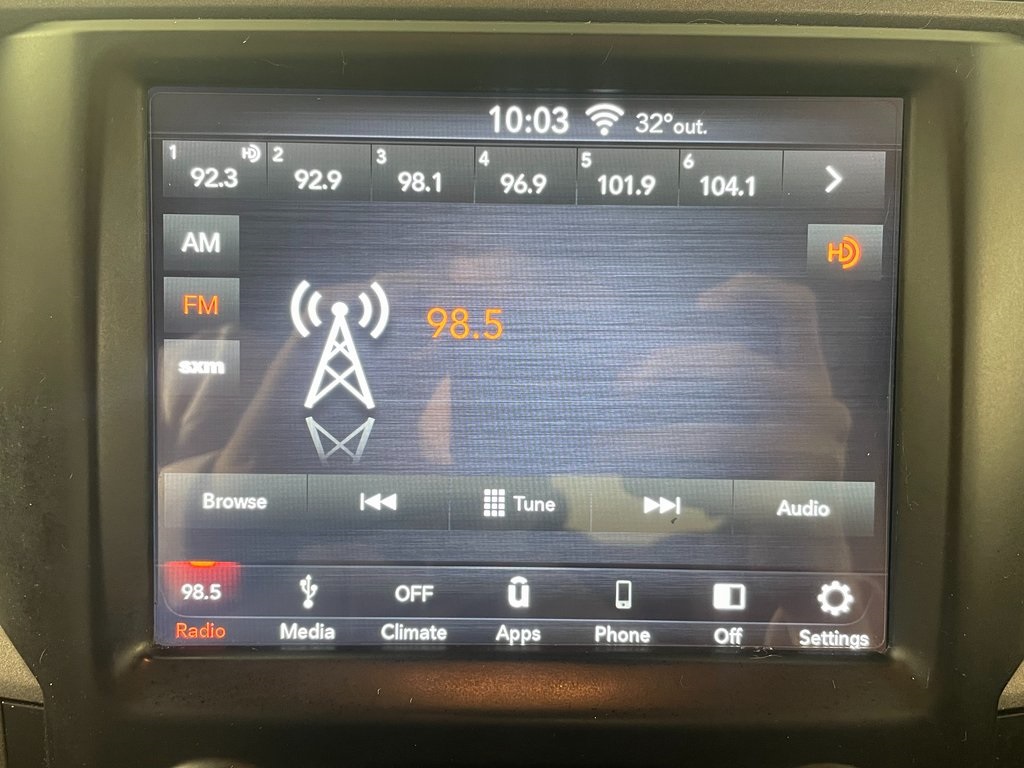 10:03 32° out.
1 92.3 HD 2 92.9 3 98.1 4 96.9 5 101.9 6 104.1
AM
HD
FM
98.5
sxm
Browse Tune Audio
98.5 OFF ū
Radio Media Climate Apps Phone Off Settings